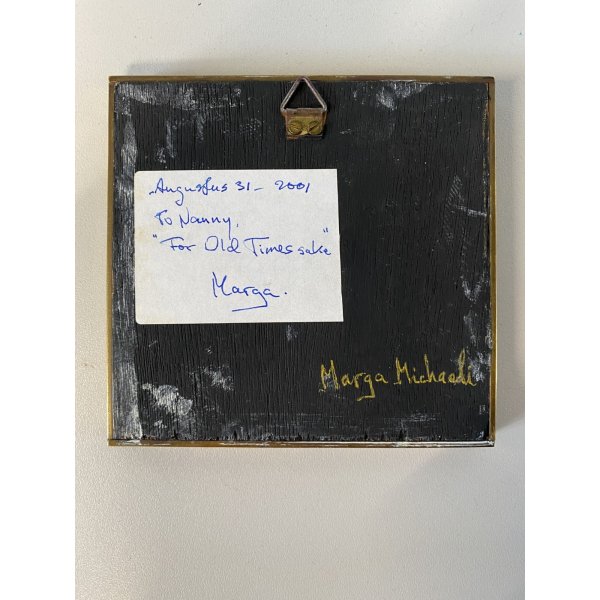 Augustus 31 - 2001
To Nanny,
"For Old Times sake"
Marga.
Marga Michaeli